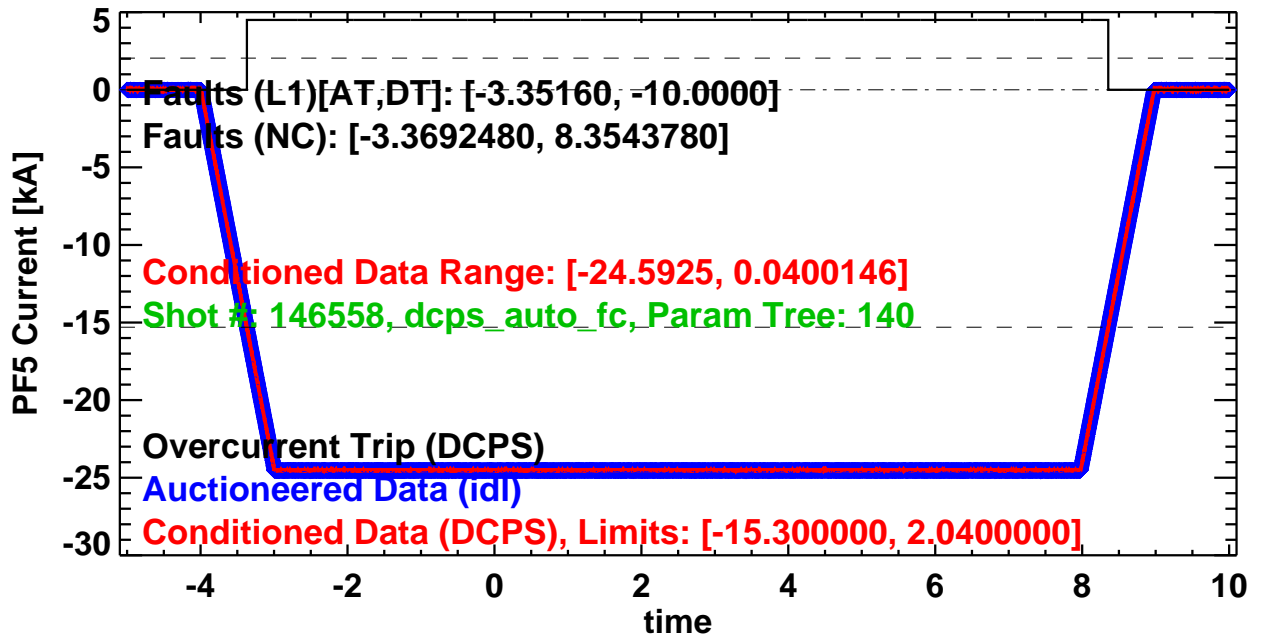 5
0
-5
-10
-15
-20
-25
-30
PF5 Current [kA]
Faults (L1)[AT,DT]: [-3.35160, -10.0000]
Faults (NC): [-3.3692480, 8.3543780]
Conditioned Data Range: [-24.5925, 0.0400146]
Shot #: 146558, dcps_auto_fc, Param Tree: 140
Overcurrent Trip (DCPS)
Auctioneered Data (idl)
Conditioned Data (DCPS), Limits: [-15.300000, 2.0400000]
-4 -2 0 2 4 6 8 10
time